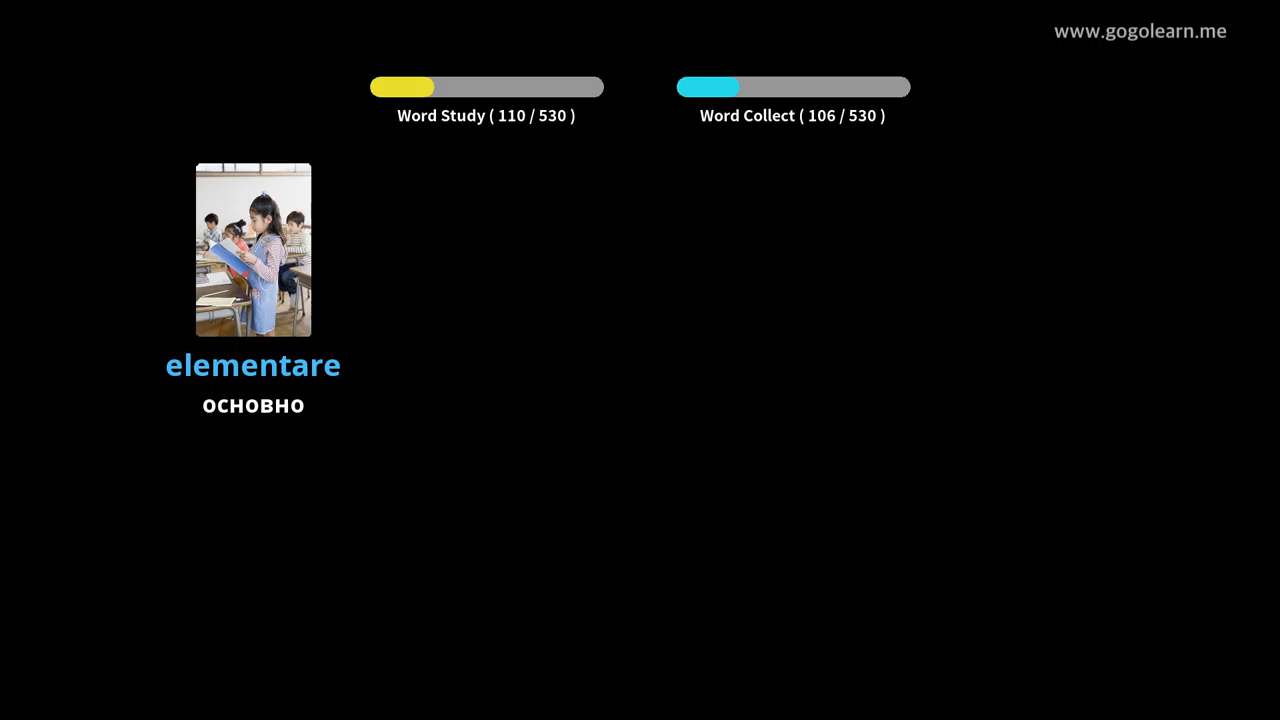 www.gogolearn.me
Word Study ( 110 / 530 )
Word Collect ( 106 / 530 )
elementare
основно